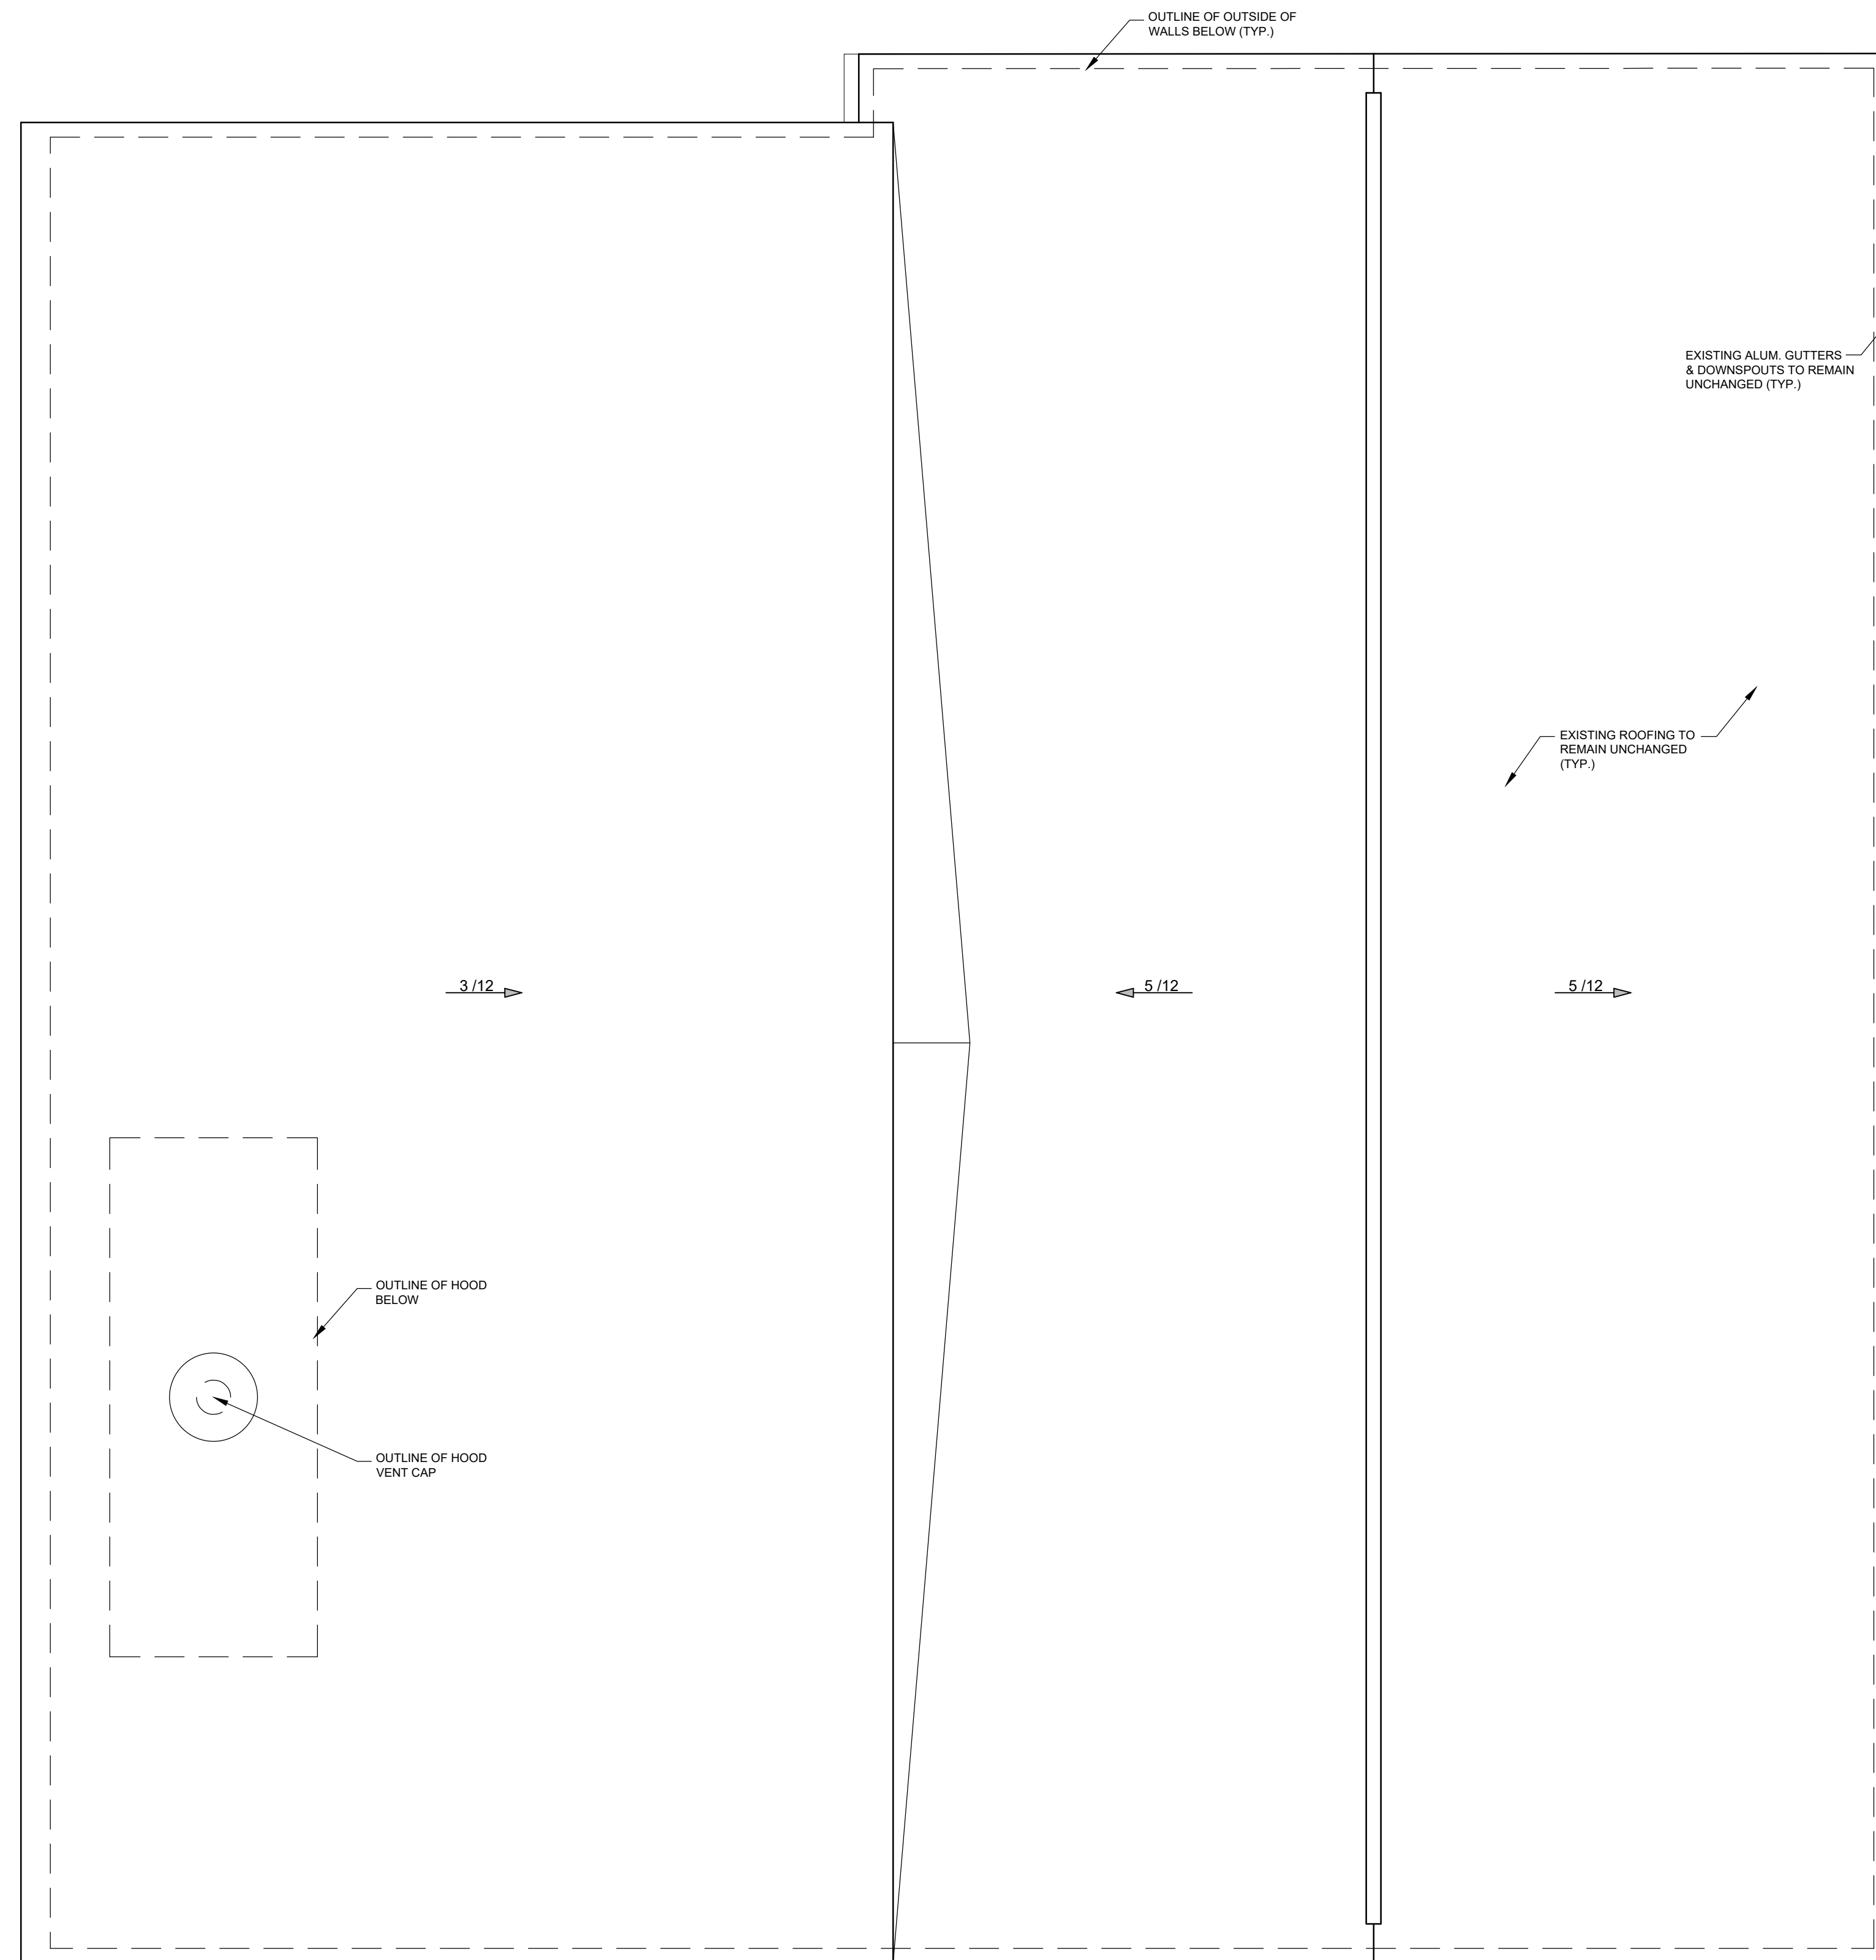 OUTLINE OF OUTSIDE OF
WALLS BELOW (TYP.)
EXISTING ALUM. GUTTERS
& DOWNSPOUTS TO REMAIN
UNCHANGED (TYP.)
EXISTING ROOFING TO
REMAIN UNCHANGED
(TYP.)
3 /12
5 /12
5 /12
OUTLINE OF HOOD
BELOW
OUTLINE OF HOOD
VENT CAP